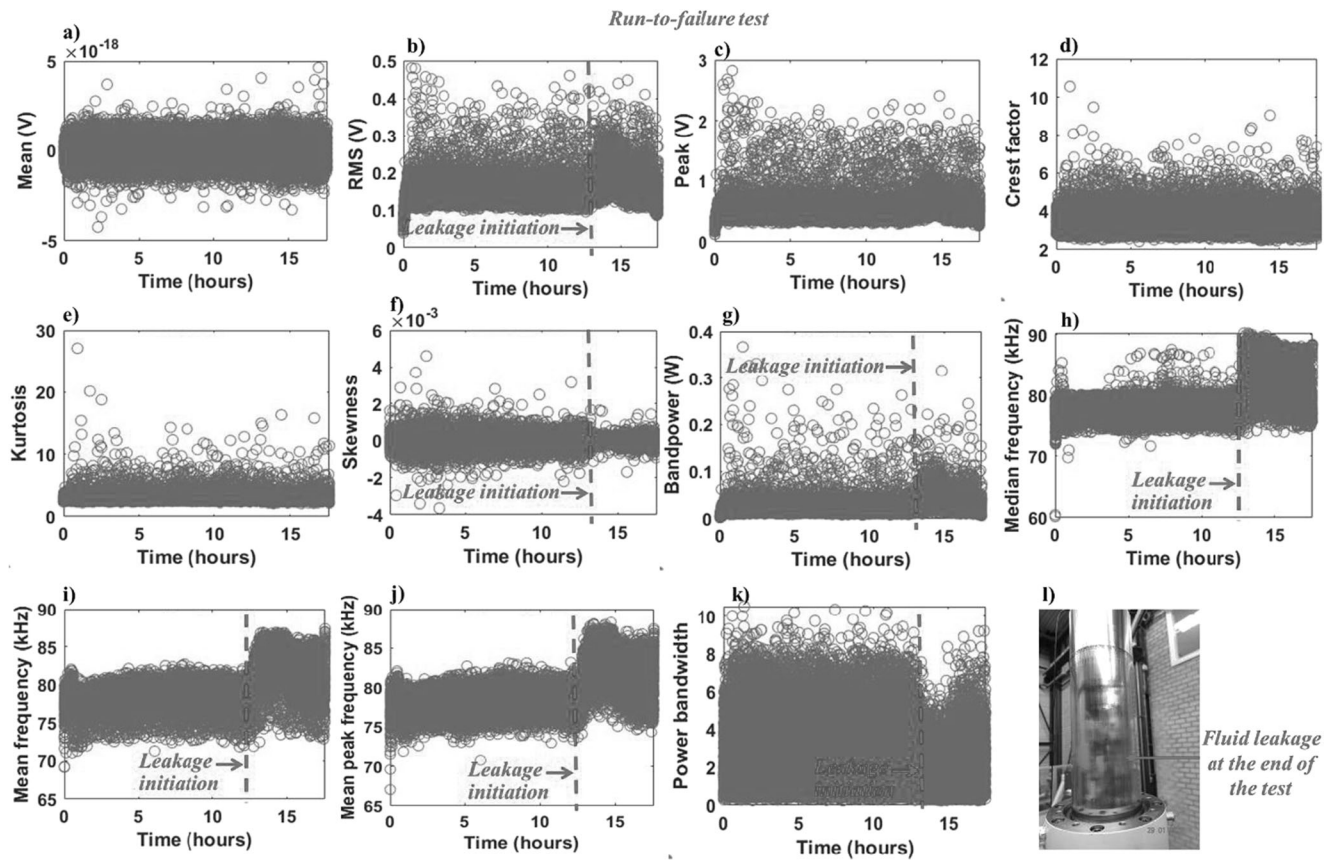 Run-to-failure test
a)
×10⁻¹⁸
5
0
-5
Mean (V)
0 5 10 15
Time (hours)
b)
0.5
0.4
0.3
0.2
0.1
0
RMS (V)
Leakage initiation
0 5 10 15
Time (hours)
c)
3
2
1
0
Peak (V)
0 5 10 15
Time (hours)
d)
12
10
8
6
4
2
Crest factor
0 5 10 15
Time (hours)
e)
30
20
10
0
Kurtosis
0 5 10 15
Time (hours)
f)
×10⁻³
6
4
2
0
-2
-4
Skewness
Leakage initiation
0 5 10 15
Time (hours)
g)
0.4
0.3
0.2
0.1
0
Bandpower (W)
Leakage initiation
0 5 10 15
Time (hours)
h)
90
80
70
60
Median frequency (kHz)
Leakage
initiation
0 5 10 15
Time (hours)
i)
90
85
80
75
70
65
Mean frequency (kHz)
Leakage
initiation
0 5 10 15
Time (hours)
j)
90
85
80
75
70
65
Mean peak frequency (kHz)
Leakage
initiation
0 5 10 15
Time (hours)
k)
10
8
6
4
2
0
Power bandwidth
Leakage
initiation
0 5 10 15
Time (hours)
l)
29 01
Fluid leakage
at the end of
the test